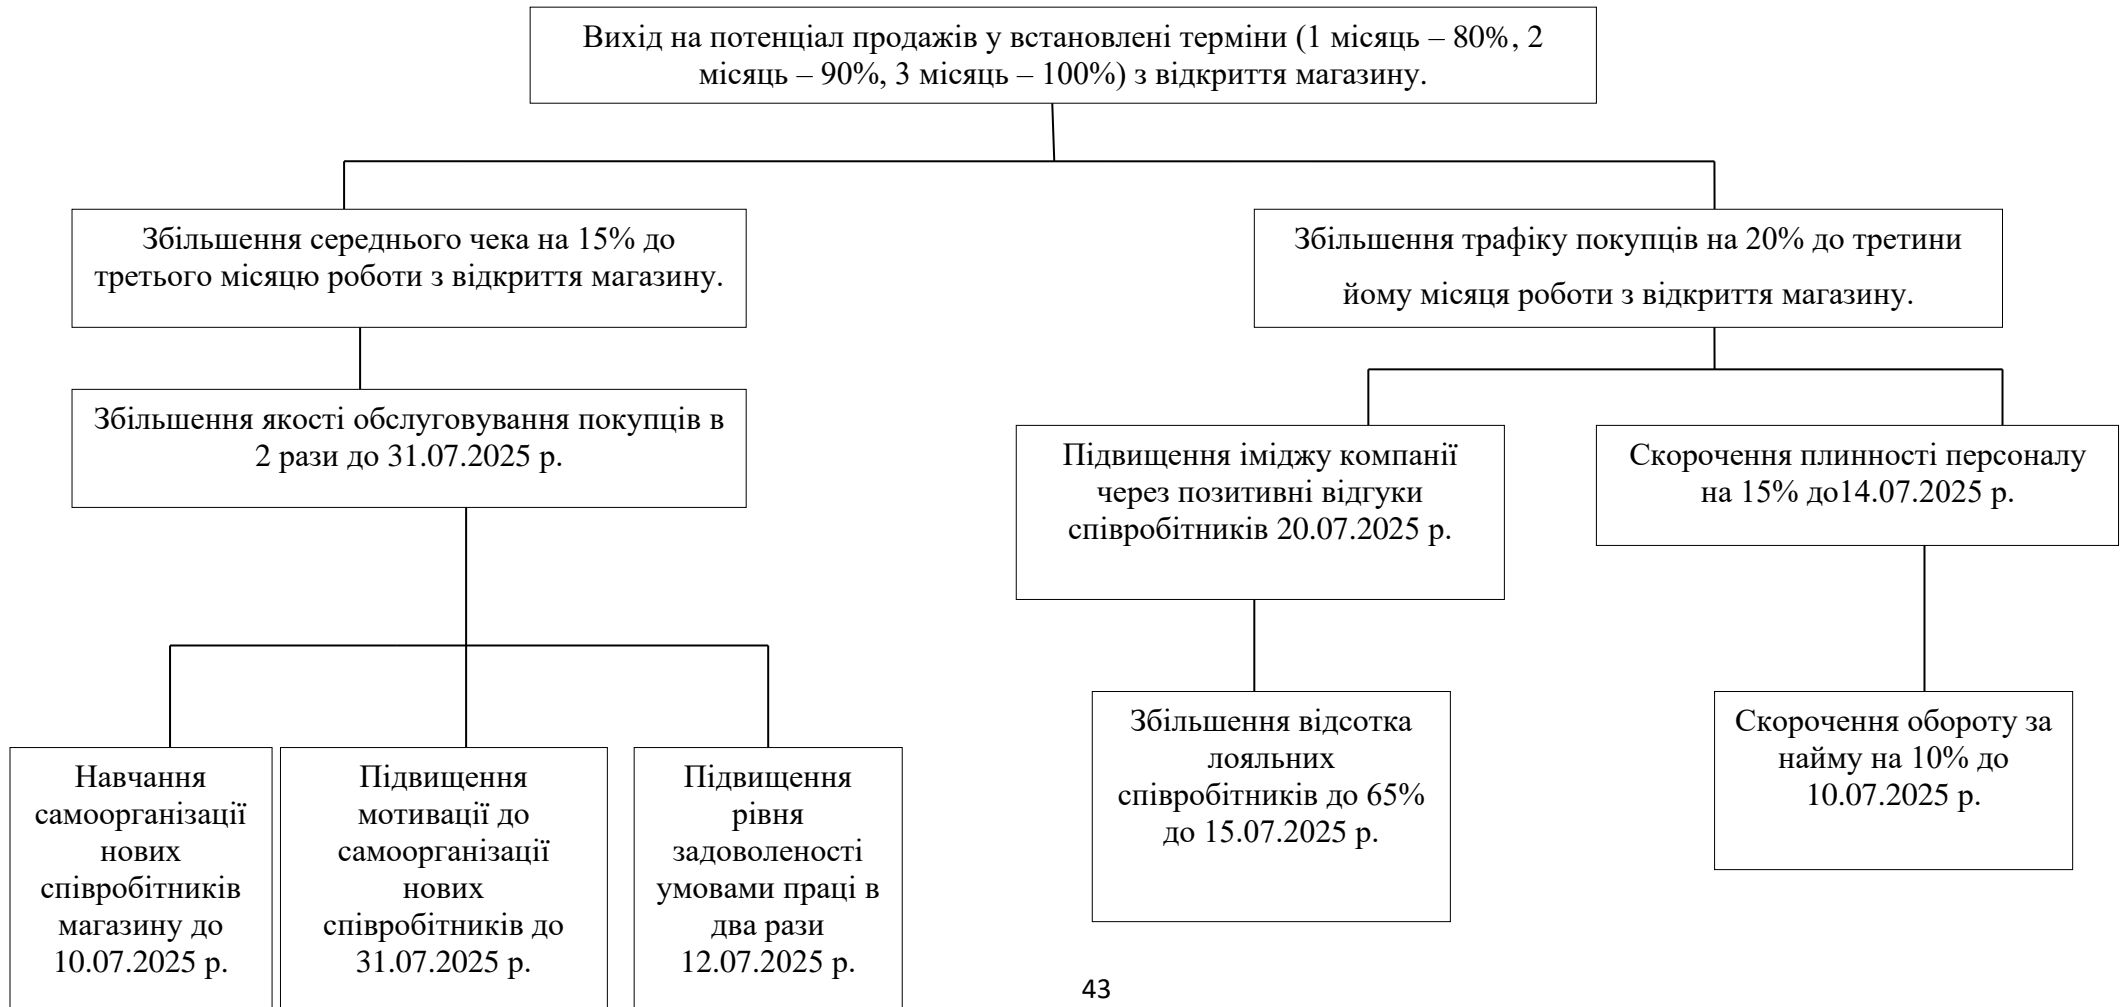 Вихід на потенціал продажів у встановлені терміни (1 місяць – 80%, 2
місяць – 90%, 3 місяць – 100%) з відкриття магазину.
Збільшення середнього чека на 15% до
третього місяцю роботи з відкриття магазину.
Збільшення трафіку покупців на 20% до третини
йому місяця роботи з відкриття магазину.
Збільшення якості обслуговування покупців в
2 рази до 31.07.2025 р.
Підвищення іміджу компанії
через позитивні відгуки
співробітників 20.07.2025 р.
Скорочення плинності персоналу
на 15% до14.07.2025 р.
Навчання
самоорганізації
нових
співробітників
магазину до
10.07.2025 р.
Підвищення
мотивації до
самоорганізації
нових
співробітників до
31.07.2025 р.
Підвищення
рівня
задоволеності
умовами праці в
два рази
12.07.2025 р.
Збільшення відсотка
лояльних
співробітників до 65%
до 15.07.2025 р.
Скорочення обороту за
найму на 10% до
10.07.2025 р.
43